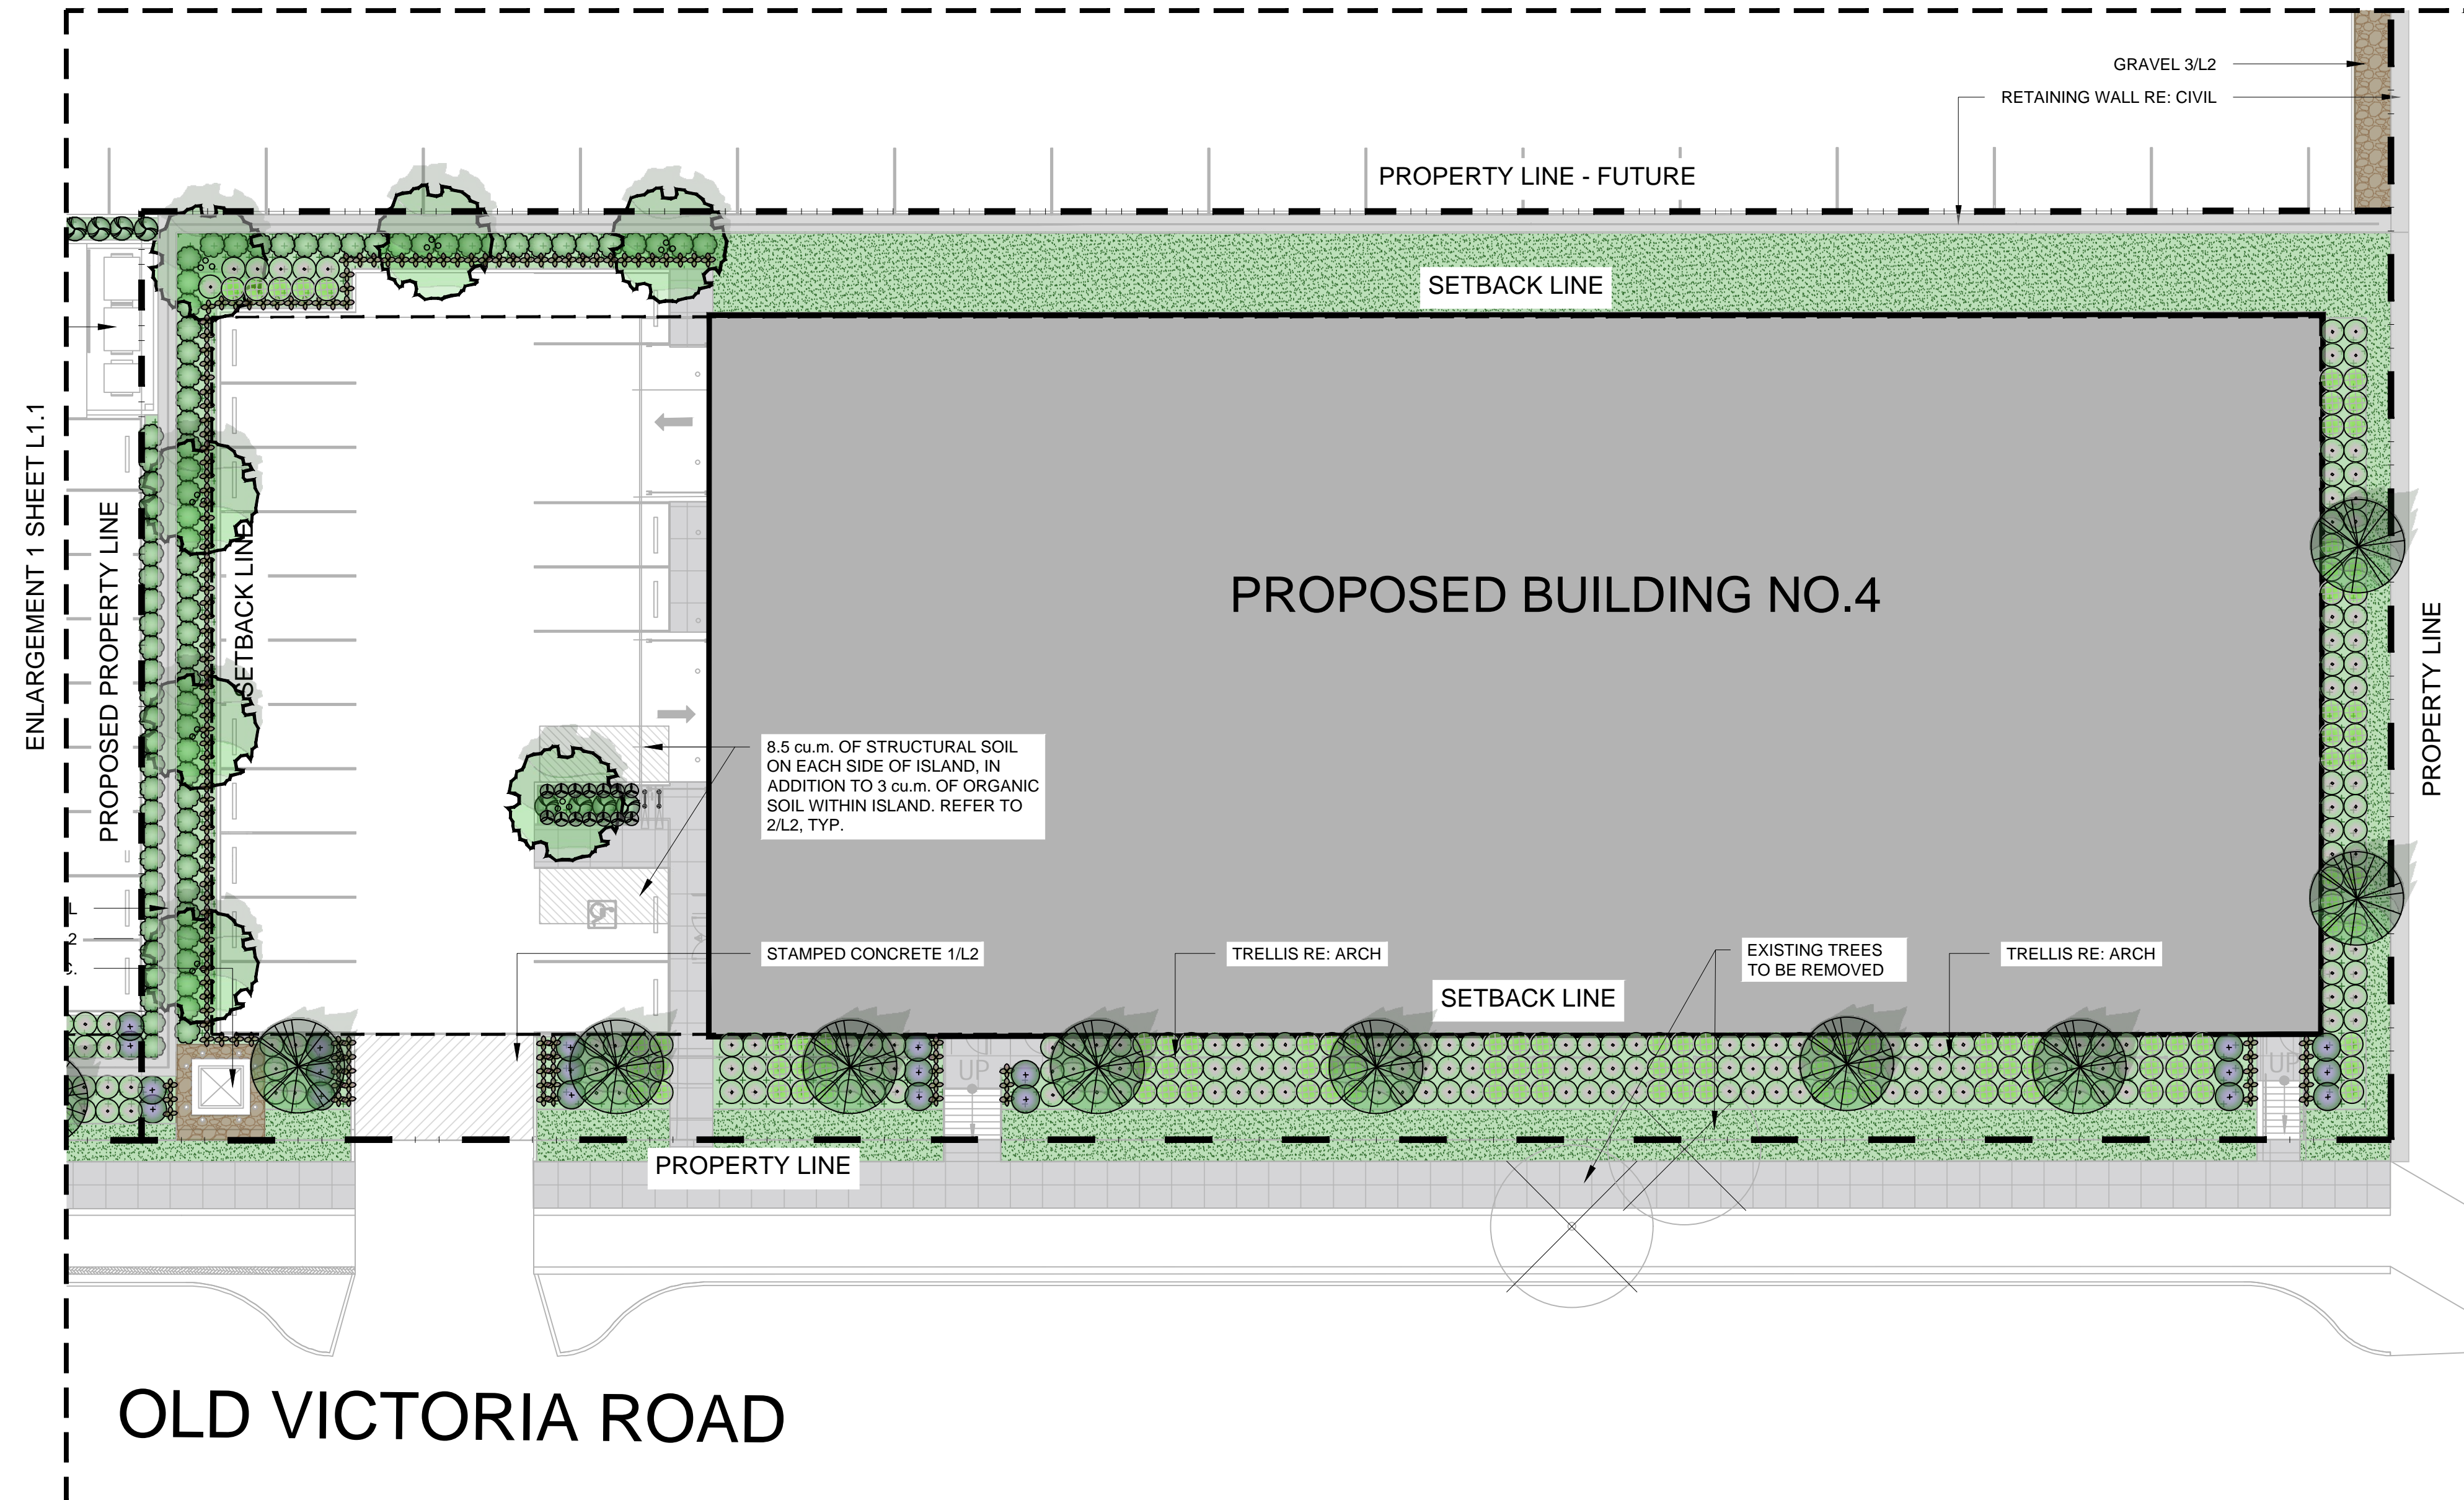 GRAVEL 3/L2
RETAINING WALL RE: CIVIL
PROPERTY LINE - FUTURE
SETBACK LINE
ENLARGEMENT 1 SHEET L1.1
PROPOSED PROPERTY LINE
SETBACK LINE
PROPOSED BUILDING NO.4
PROPERTY LINE
8.5 cu.m. OF STRUCTURAL SOIL
ON EACH SIDE OF ISLAND, IN
ADDITION TO 3 cu.m. OF ORGANIC
SOIL WITHIN ISLAND. REFER TO
2/L2, TYP.
L
2
STAMPED CONCRETE 1/L2
TRELLIS RE: ARCH
EXISTING TREES
TO BE REMOVED
TRELLIS RE: ARCH
SETBACK LINE
UP
UP
PROPERTY LINE
OLD VICTORIA ROAD